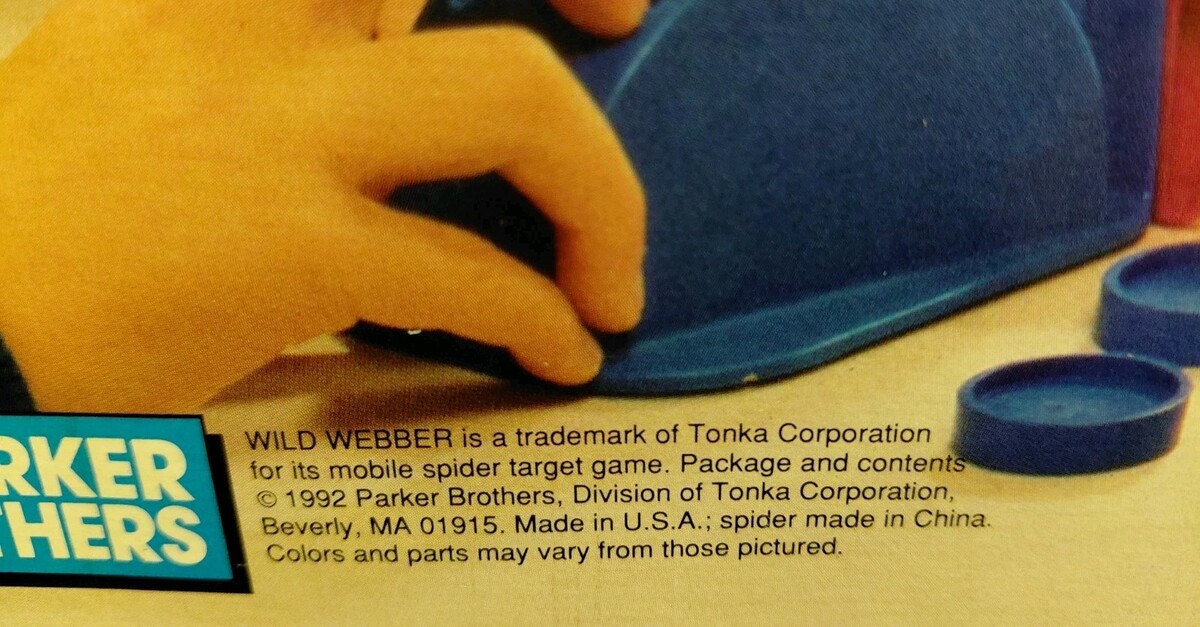 RKER
THERS
WILD WEBBER is a trademark of Tonka Corporation
for its mobile spider target game. Package and contents
© 1992 Parker Brothers, Division of Tonka Corporation,
Beverly, MA 01915. Made in U.S.A.; spider made in China.
Colors and parts may vary from those pictured.